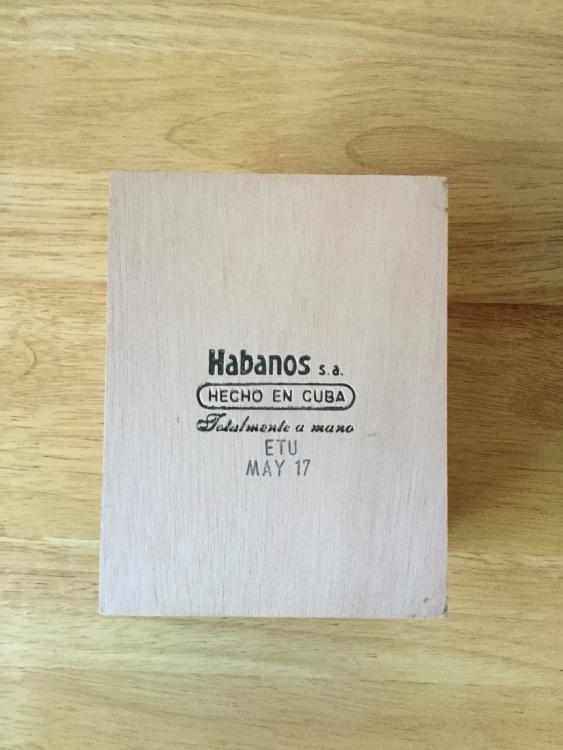 Habanos s.a.
HECHO EN CUBA
Totalmente a mano
ETU
MAY 17